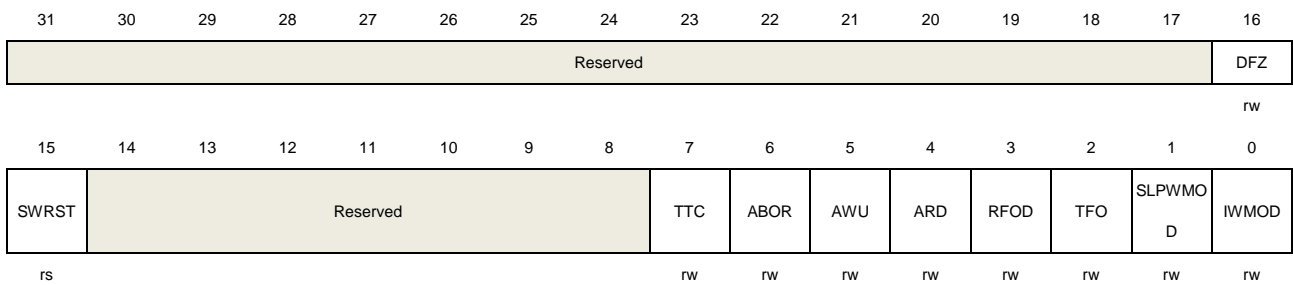 31 30 29 28 27 26 25 24 23 22 21 20 19 18 17 16
Reserved DFZ
rw
15 14 13 12 11 10 9 8 7 6 5 4 3 2 1 0
SWRST Reserved TTC ABOR AWU ARD RFOD TFO SLPWMO
D IWMOD
rs rw rw rw rw rw rw rw rw